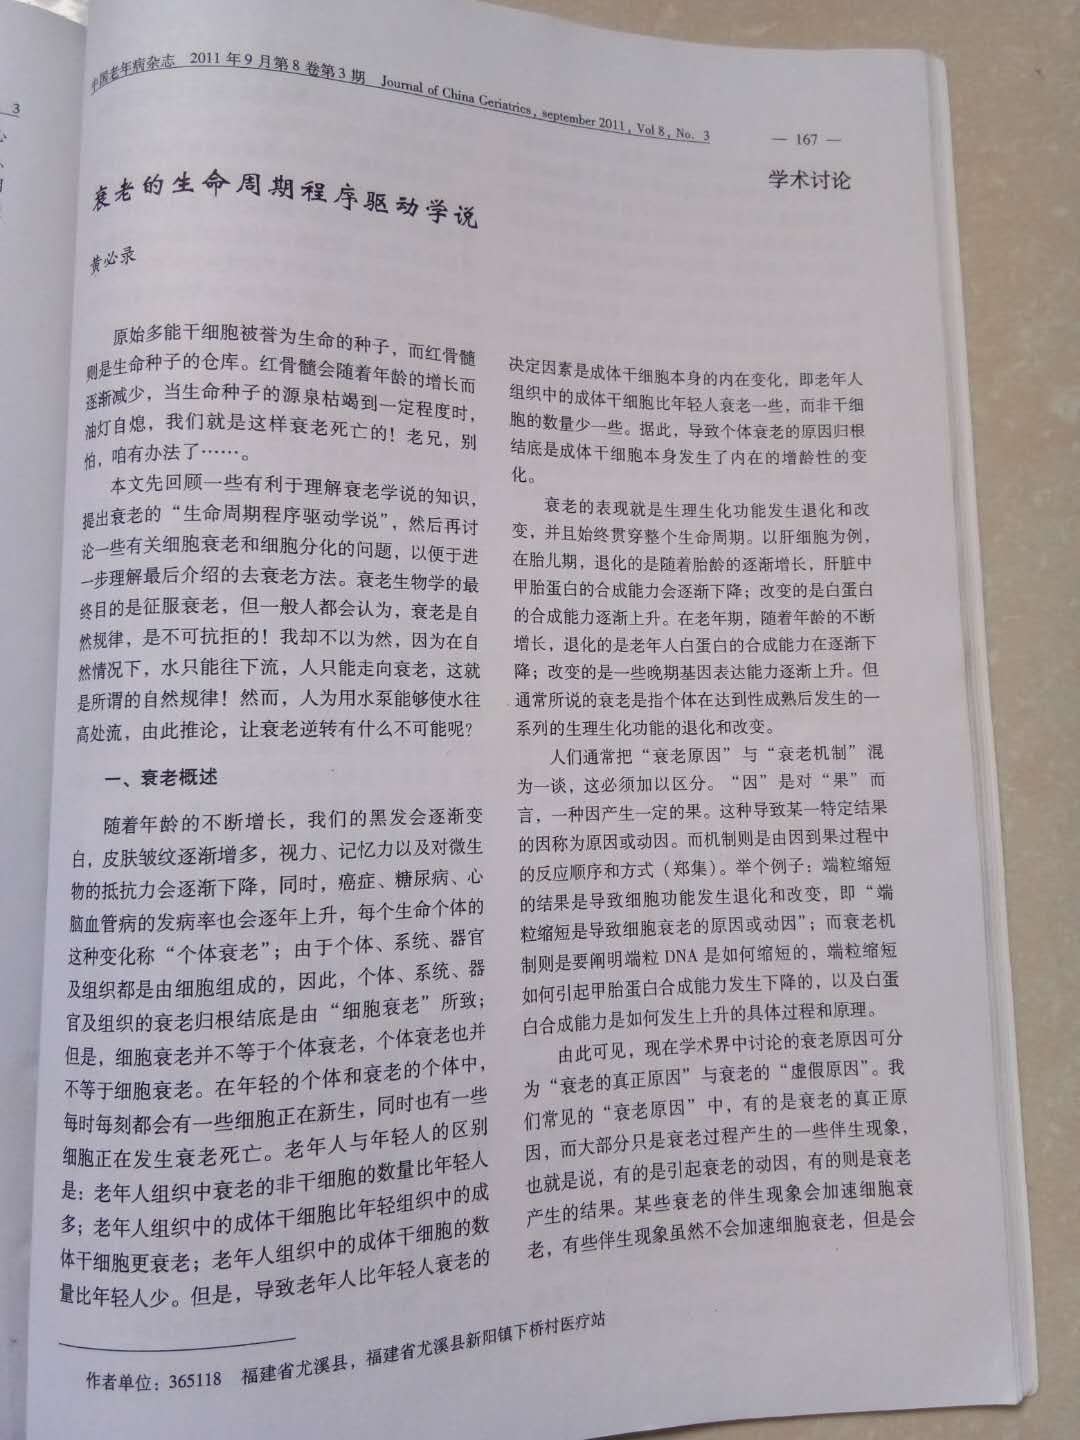 3
中国老年病杂志 2011 年 9 月第 8 卷第 3 期 Journal of China Geriatrics, september 2011, Vol 8, No. 3
— 167 —
学术讨论
衰老的生命周期程序驱动学说
黄必录
原始多能干细胞被誉为生命的种子，而红骨髓
则是生命种子的仓库。红骨髓会随着年龄的增长而
逐渐减少，当生命种子的源泉枯竭到一定程度时，
油灯自熄，我们就是这样衰老死亡的！老兄，别
怕，咱有办法了……。
本文先回顾一些有利于理解衰老学说的知识，
提出衰老的“生命周期程序驱动学说”，然后再讨
论一些有关细胞衰老和细胞分化的问题，以便于进
一步理解最后介绍的去衰老方法。衰老生物学的最
终目的是征服衰老，但一般人都会认为，衰老是自
然规律，是不可抗拒的！我却不以为然，因为在自
然情况下，水只能往下流，人只能走向衰老，这就
是所谓的自然规律！然而，人为用水泵能够使水往
高处流，由此推论，让衰老逆转有什么不可能呢？
一、衰老概述
随着年龄的不断增长，我们的黑发会逐渐变
白，皮肤皱纹逐渐增多，视力、记忆力以及对微生
物的抵抗力会逐渐下降，同时，癌症、糖尿病、心
脑血管病的发病率也会逐年上升，每个生命个体的
这种变化称“个体衰老”；由于个体、系统、器官
及组织都是由细胞组成的，因此，个体、系统、器
官及组织的衰老归根结底是由“细胞衰老”所致；
但是，细胞衰老并不等于个体衰老，个体衰老也并
不等于细胞衰老。在年轻的个体和衰老的个体中，
每时每刻都会有一些细胞正在新生，同时也有一些
细胞正在发生衰老死亡。老年人与年轻人的区别
是：老年人组织中衰老的非干细胞的数量比年轻人
多；老年人组织中的成体干细胞比年轻组织中的成
体干细胞更衰老；老年人组织中的成体干细胞的数
量比年轻人少。但是，导致老年人比年轻人衰老的
决定因素是成体干细胞本身的内在变化，即老年人
组织中的成体干细胞比年轻人衰老一些，而非干细
胞的数量少一些。据此，导致个体衰老的原因归根
结底是成体干细胞本身发生了内在的增龄性的变
化。
衰老的表现就是生理生化功能发生退化和改
变，并且始终贯穿整个生命周期。以肝细胞为例，
在胎儿期，退化的是随着胎龄的逐渐增长，肝脏中
甲胎蛋白的合成能力会逐渐下降；改变的是白蛋白
的合成能力逐渐上升。在老年期，随着年龄的不断
增长，退化的是老年人白蛋白的合成能力在逐渐下
降；改变的是一些晚期基因表达能力逐渐上升。但
通常所说的衰老是指个体在达到性成熟后发生的一
系列的生理生化功能的退化和改变。
人们通常把“衰老原因”与“衰老机制”混
为一谈，这必须加以区分。“因”是对“果”而
言，一种因产生一定的果。这种导致某一特定结果
的因称为原因或动因。而机制则是由因到果过程中
的反应顺序和方式（郑集）。举个例子：端粒缩短
的结果是导致细胞功能发生退化和改变，即“端
粒缩短是导致细胞衰老的原因或动因”；而衰老机
制则是要阐明端粒 DNA 是如何缩短的，端粒缩短
如何引起甲胎蛋白合成能力发生下降的，以及白蛋
白合成能力是如何发生上升的具体过程和原理。
由此可见，现在学术界中讨论的衰老原因可分
为“衰老的真正原因”与衰老的“虚假原因”。我
们常见的“衰老原因”中，有的是衰老的真正原
因，而大部分只是衰老过程产生的一些伴生现象，
也就是说，有的是引起衰老的动因，有的则是衰老
产生的结果。某些衰老的伴生现象会加速细胞衰
老，有些伴生现象虽然不会加速细胞衰老，但是会
作者单位：365118 福建省尤溪县，福建省尤溪县新阳镇下桥村医疗站